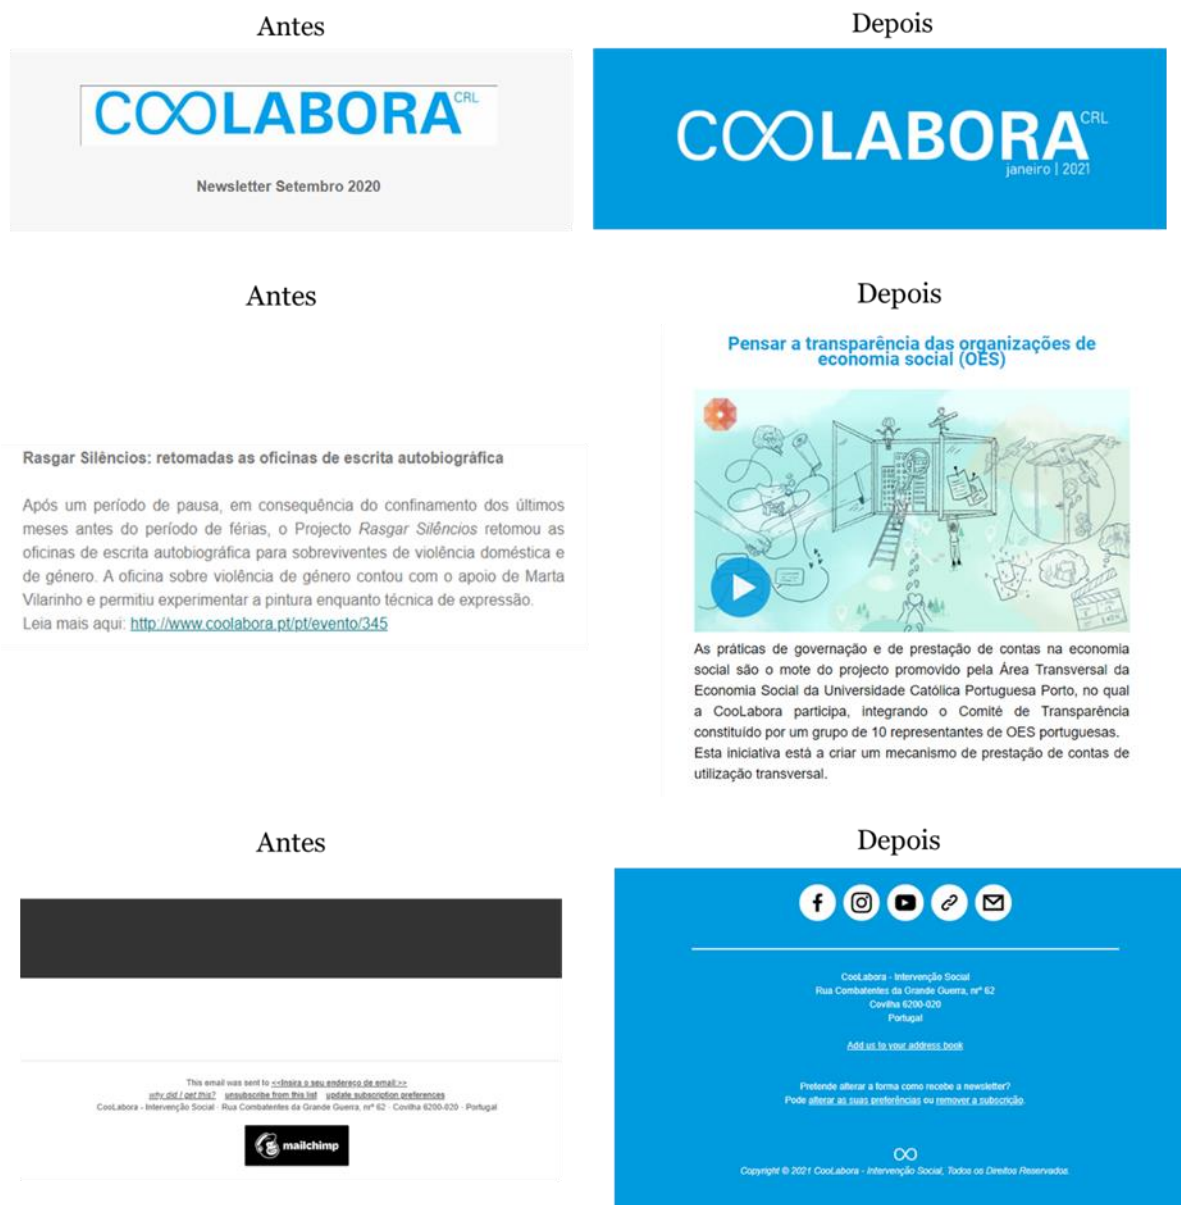 Antes
Depois
COOLABORA CRL
Newsletter Setembro 2020
COOLABORA CRL
janeiro | 2021
Antes
Depois
Rasgar Silêncios: retomadas as oficinas de escrita autobiográfica
Após um período de pausa, em consequência do confinamento dos últimos
meses antes do período de férias, o Projecto Rasgar Silêncios retomou as
oficinas de escrita autobiográfica para sobreviventes de violência doméstica e
de género. A oficina sobre violência de género contou com o apoio de Marta
Vilarinho e permitiu experimentar a pintura enquanto técnica de expressão.
Leia mais aqui: http://www.coolabora.pt/pt/evento/345
Pensar a transparência das organizações de
economia social (OES)
As práticas de governação e de prestação de contas na economia
social são o mote do projecto promovido pela Área Transversal da
Economia Social da Universidade Católica Portuguesa Porto, no qual
a CooLabora participa, integrando o Comité de Transparência
constituído por um grupo de 10 representantes de OES portuguesas.
Esta iniciativa está a criar um mecanismo de prestação de contas de
utilização transversal.
Antes
Depois
This email was sent to <<Insira o seu endereço de email:>>
why did I get this? unsubscribe from this list update subscription preferences
CooLabora - Intervenção Social · Rua Combatentes da Grande Guerra, nrº 62 · Covilha 6200-020 · Portugal
mailchimp
CooLabora - Intervenção Social
Rua Combatentes da Grande Guerra, nrº 62
Covilha 6200-020
Portugal
Add us to your address book
Pretende alterar a forma como recebe a newsletter?
Pode alterar as suas preferências ou remover a subscrição.
Copyright © 2021 CooLabora - Intervenção Social, Todos os Direitos Reservados.